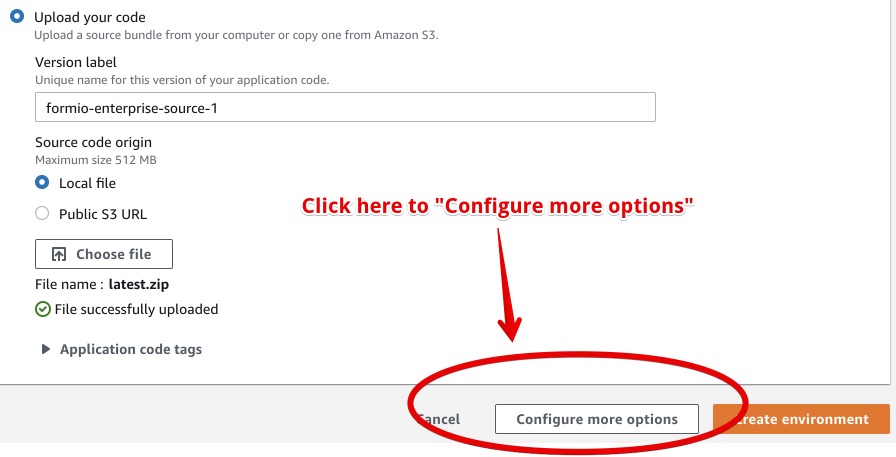 Upload your code
Upload a source bundle from your computer or copy one from Amazon S3.
Version label
Unique name for this version of your application code.
formio-enterprise-source-1
Source code origin
Maximum size 512 MB
Local file
Click here to "Configure more options"
Public S3 URL
Choose file
File name : latest.zip
File successfully uploaded
Application code tags
Cancel Configure more options Create environment